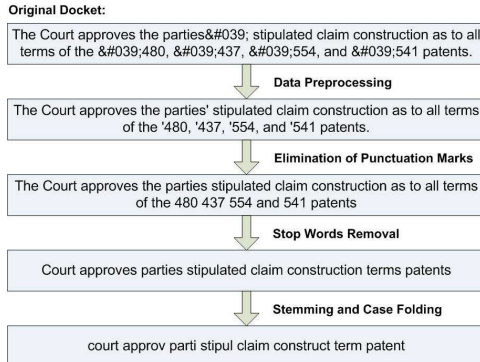 Original Docket:
The Court approves the parties&#039; stipulated claim construction as to all
terms of the &#039;480, &#039;437, &#039;554, and &#039;541 patents.
Data Preprocessing
The Court approves the parties' stipulated claim construction as to all terms
of the '480, '437, '554, and '541 patents.
Elimination of Punctuation Marks
The Court approves the parties stipulated claim construction as to all terms
of the 480 437 554 and 541 patents
Stop Words Removal
Court approves parties stipulated claim construction terms patents
Stemming and Case Folding
court approv parti stipul claim construct term patent